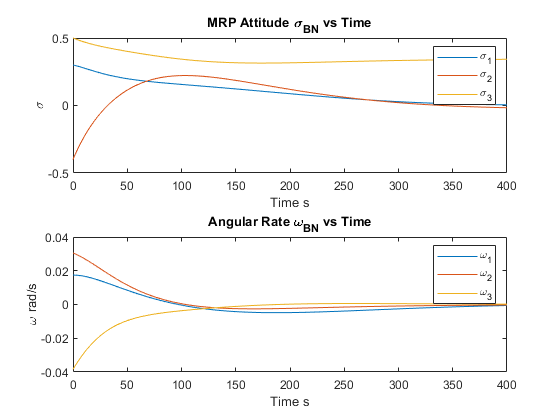 MRP Attitude σBN vs Time
0.5
0
-0.5
σ
σ1
σ2
σ3
0 50 100 150 200 250 300 350 400
Time s
Angular Rate ωBN vs Time
0.04
0.02
0
-0.02
-0.04
ω rad/s
ω1
ω2
ω3
0 50 100 150 200 250 300 350 400
Time s